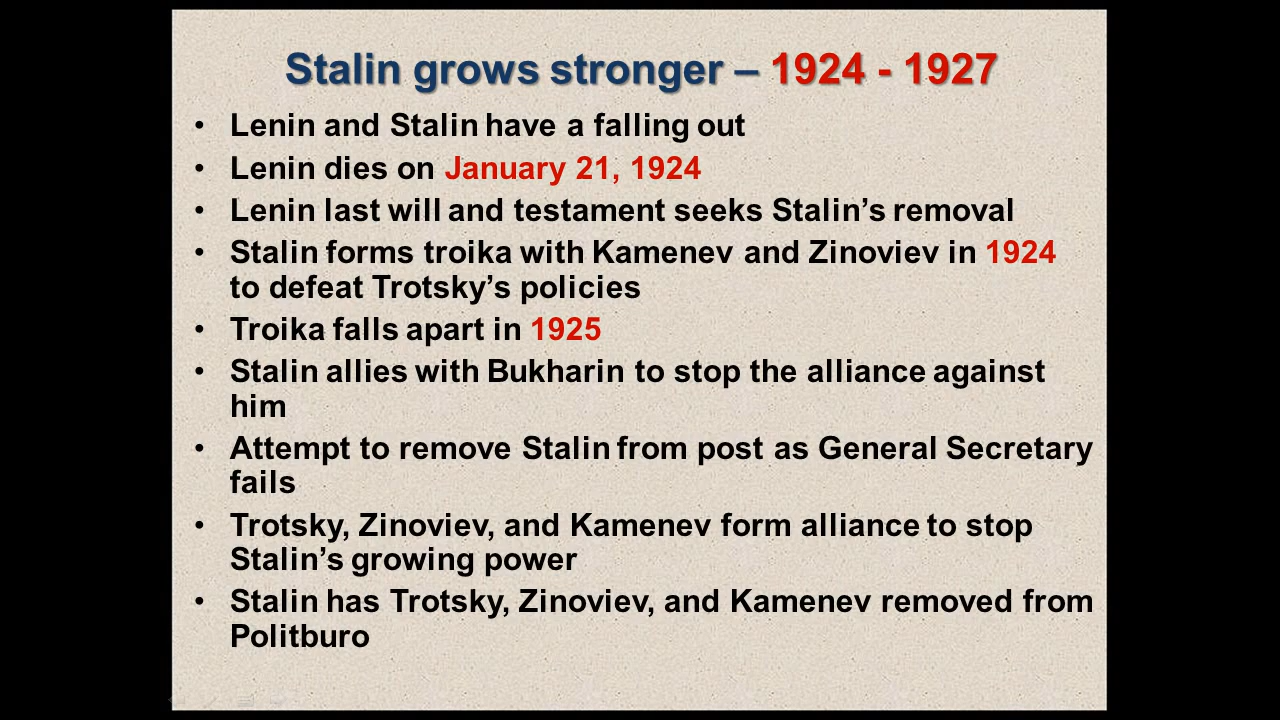 Stalin grows stronger – 1924 - 1927
• Lenin and Stalin have a falling out
• Lenin dies on January 21, 1924
• Lenin last will and testament seeks Stalin’s removal
• Stalin forms troika with Kamenev and Zinoviev in 1924
to defeat Trotsky’s policies
• Troika falls apart in 1925
• Stalin allies with Bukharin to stop the alliance against
him
• Attempt to remove Stalin from post as General Secretary
fails
• Trotsky, Zinoviev, and Kamenev form alliance to stop
Stalin’s growing power
• Stalin has Trotsky, Zinoviev, and Kamenev removed from
Politburo